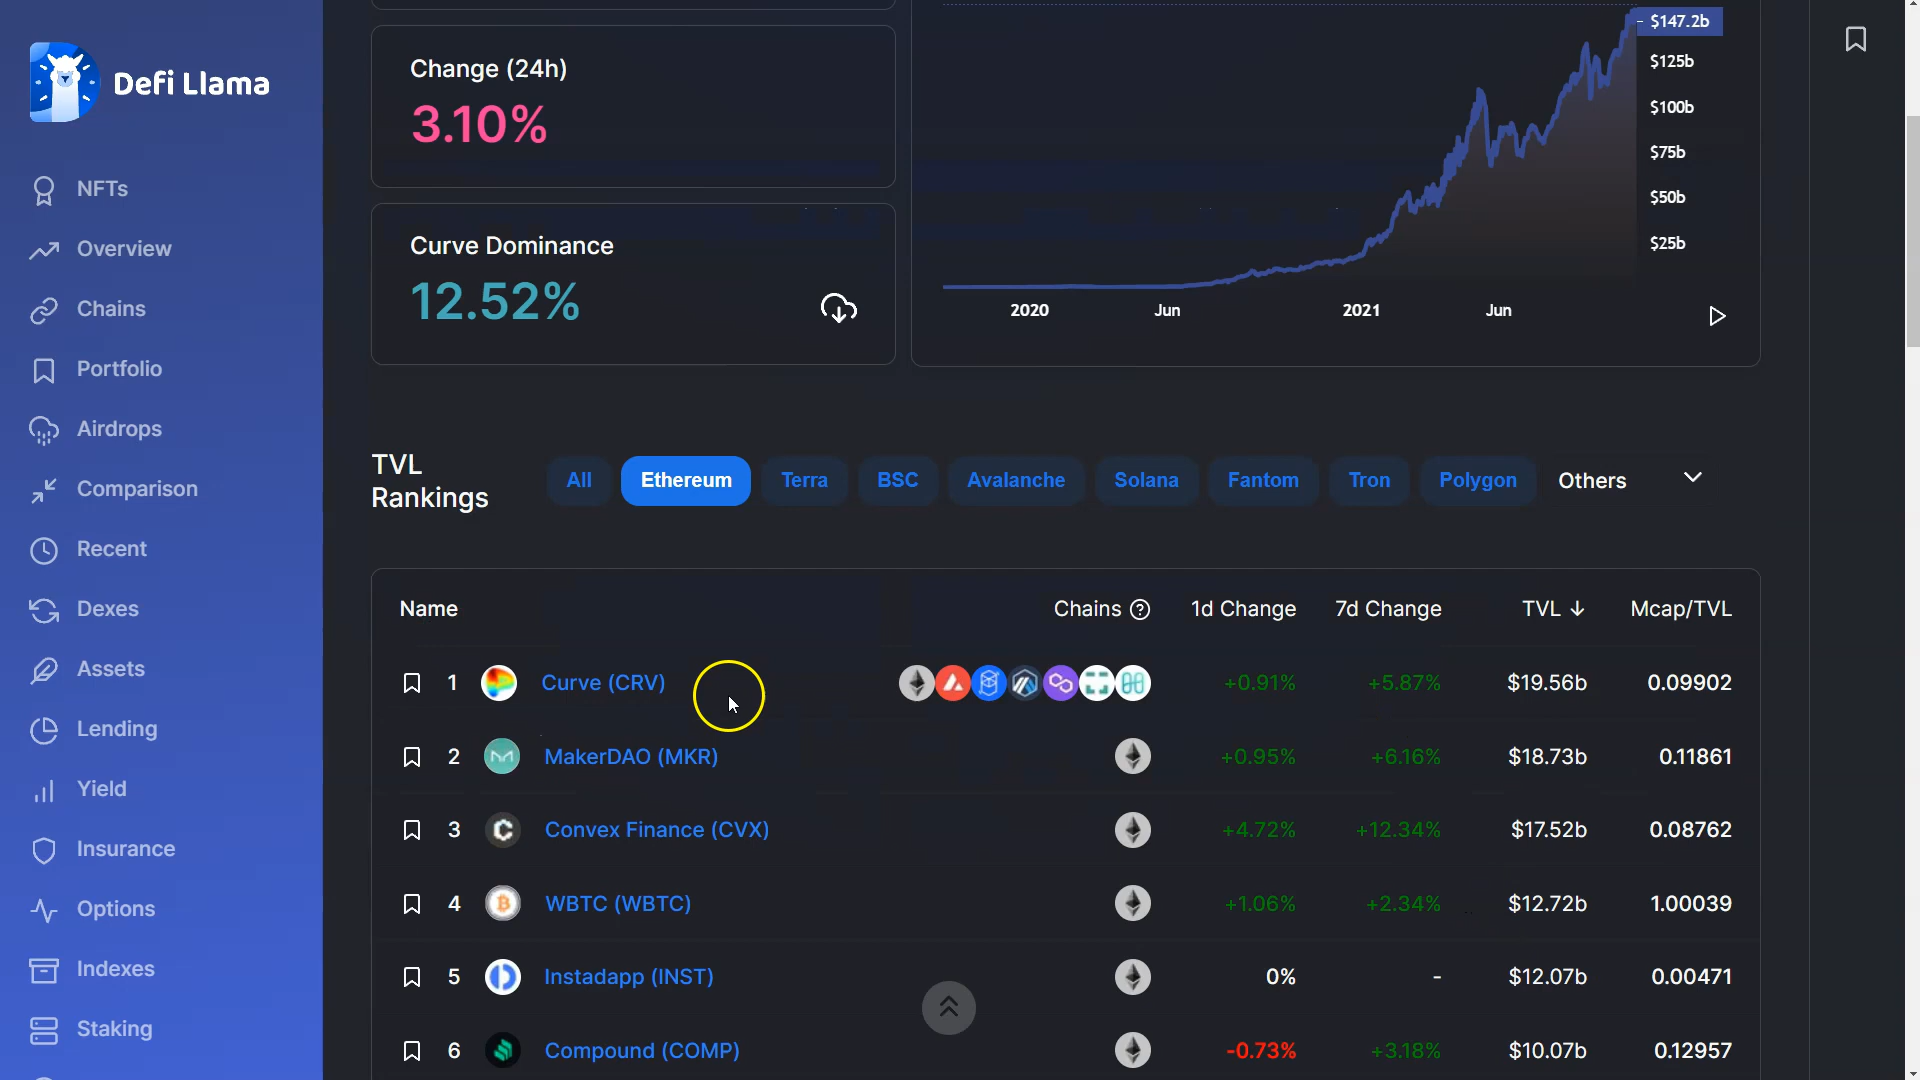 Defi Llama
NFTs
Overview
Chains
Portfolio
Airdrops
Comparison
Recent
Dexes
Assets
Lending
Yield
Insurance
Options
Indexes
Staking
Change (24h)
3.10%
Curve Dominance
12.52%
$147.2b
$125b
$100b
$75b
$50b
$25b
2020 Jun 2021 Jun
TVL
Rankings
All Ethereum Terra BSC Avalanche Solana Fantom Tron Polygon Others
Name Chains 1d Change 7d Change TVL Mcap/TVL
1 Curve (CRV) +0.91% +5.87% $19.56b 0.09902
2 MakerDAO (MKR) +0.95% +6.16% $18.73b 0.11861
3 Convex Finance (CVX) +4.72% +12.34% $17.52b 0.08762
4 WBTC (WBTC) +1.06% +2.34% $12.72b 1.00039
5 Instadapp (INST) 0% - $12.07b 0.00471
6 Compound (COMP) -0.73% +3.18% $10.07b 0.12957